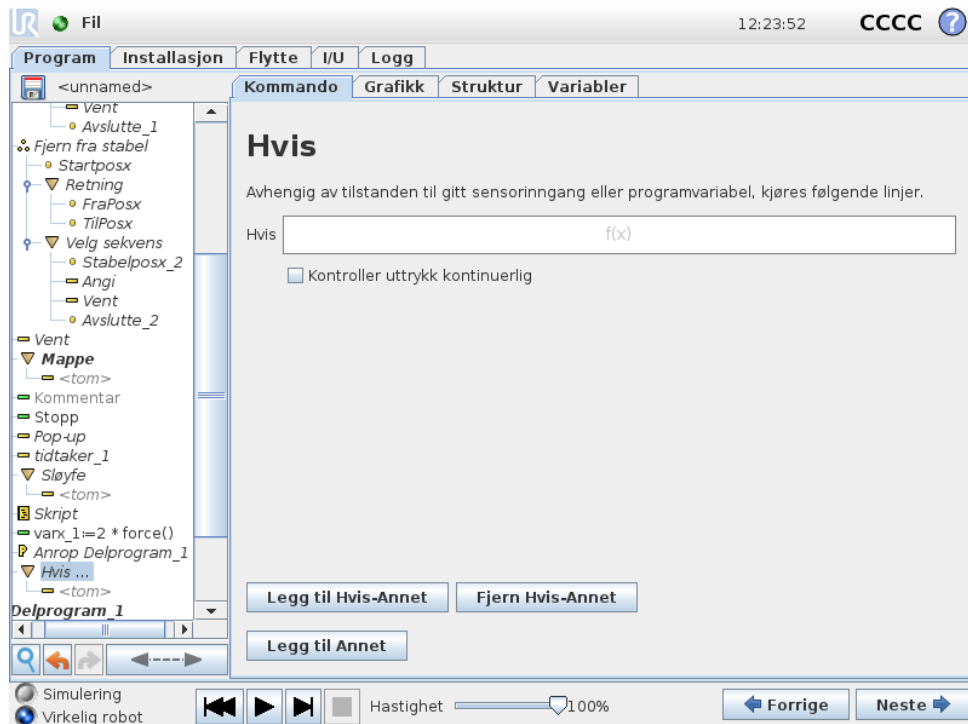 UR Fil 12:23:52 CCCC ?
Program Installasjon Flytte I/U Logg
<unnamed>
Kommando Grafikk Struktur Variabler
Vent
Avslutte_1
Fjern fra stabel
Startposx
Retning
FraPosx
TilPosx
Velg sekvens
Stabelposx_2
Angi
Vent
Avslutte_2
Vent
Mappe
<tom>
Kommentar
Stopp
Pop-up
tidtaker_1
Sløyfe
<tom>
Skript
varx_1:=2 * force()
P Anrop Delprogram_1
Hvis ...
<tom>
Delprogram_1
Hvis
Avhengig av tilstanden til gitt sensorinngang eller programvariabel, kjøres følgende linjer.
Hvis f(x)
Kontroller uttrykk kontinuerlig
Legg til Hvis-Annet Fjern Hvis-Annet
Legg til Annet
Simulering
Virkelig robot
Hastighet 100%
Forrige Neste